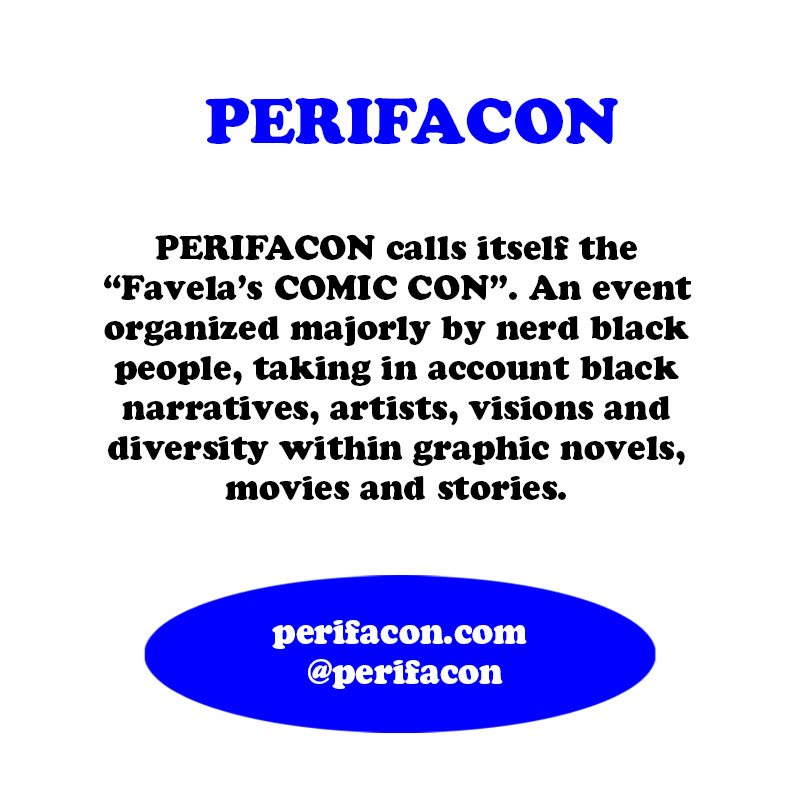 PERIFACON
PERIFACON calls itself the
“Favela’s COMIC CON”. An event
organized majorly by nerd black
people, taking in account black
narratives, artists, visions and
diversity within graphic novels,
movies and stories.
perifacon.com
@perifacon